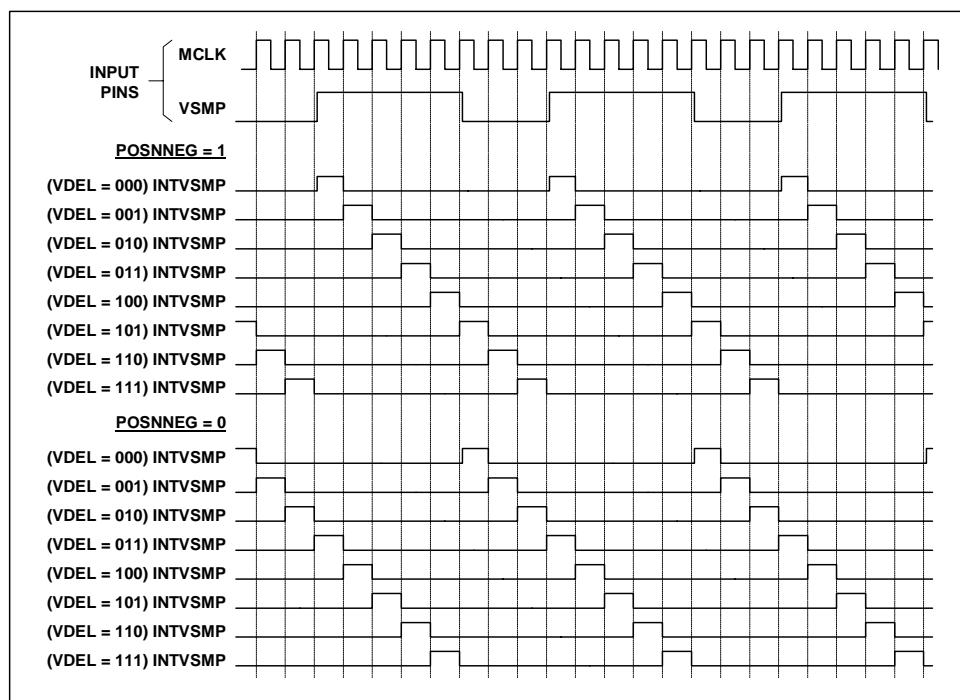 MCLK
INPUT
PINS
VSMP
POSNNEG = 1
(VDEL = 000) INTVSMP
(VDEL = 001) INTVSMP
(VDEL = 010) INTVSMP
(VDEL = 011) INTVSMP
(VDEL = 100) INTVSMP
(VDEL = 101) INTVSMP
(VDEL = 110) INTVSMP
(VDEL = 111) INTVSMP
POSNNEG = 0
(VDEL = 000) INTVSMP
(VDEL = 001) INTVSMP
(VDEL = 010) INTVSMP
(VDEL = 011) INTVSMP
(VDEL = 100) INTVSMP
(VDEL = 101) INTVSMP
(VDEL = 110) INTVSMP
(VDEL = 111) INTVSMP